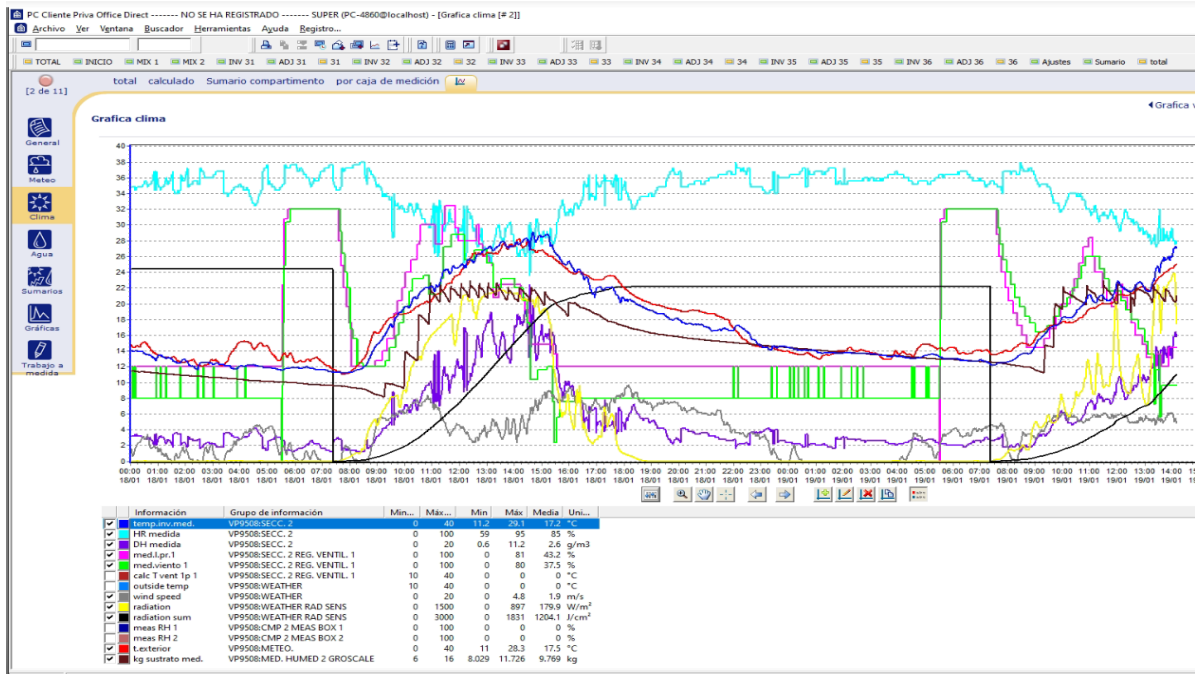 PC Cliente Priva Office Direct ------- NO SE HA REGISTRADO ------- SUPER (PC-4860@localhost) - [Grafica clima [# 2]]
Archivo Ver Ventana Buscador Herramientas Ayuda Registro...
TOTAL INICIO MIX 1 MIX 2 INV 31 ADJ 31 31 INV 32 ADJ 32 32 INV 33 ADJ 33 33 INV 34 ADJ 34 34 INV 35 ADJ 35 35 INV 36 ADJ 36 36 Ajustes Sumario total
[2 de 11]
total calculado Sumario compartimento por caja de medición
Grafica
Grafica clima
General
Meteo
Clima
Agua
Sumarios
Gráficas
Trabajo a
medida
40
38
36
34
32
30
28
26
24
22
20
18
16
14
12
10
8
6
4
2
0
00:00 01:00 02:00 03:00 04:00 05:00 06:00 07:00 08:00 09:00 10:00 11:00 12:00 13:00 14:00 15:00 16:00 17:00 18:00 19:00 20:00 21:00 22:00 23:00 00:00 01:00 02:00 03:00 04:00 05:00 06:00 07:00 08:00 09:00 10:00 11:00 12:00 13:00 14:00
18/01 18/01 18/01 18/01 18/01 18/01 18/01 18/01 18/01 18/01 18/01 18/01 18/01 18/01 18/01 18/01 18/01 18/01 18/01 18/01 18/01 18/01 18/01 18/01 19/01 19/01 19/01 19/01 19/01 19/01 19/01 19/01 19/01 19/01 19/01 19/01 19/01 19/01 19/01
Información Grupo de información Min... Máx... Min Máx Media Uni...
temp.inv.med. VP9508:SECC. 2 0 40 11.2 29.1 17.2 °C
HR medida VP9508:SECC. 2 0 100 59 95 85 %
DH medida VP9508:SECC. 2 0 20 0.6 11.2 2.6 g/m3
med.l.pr.1 VP9508:SECC. 2 REG. VENTIL. 1 0 100 0 81 43.2 %
med.viento 1 VP9508:SECC. 2 REG. VENTIL. 1 0 100 0 80 37.5 %
calc T vent 1p 1 VP9508:SECC. 2 REG. VENTIL. 1 10 40 0 0 0 °C
outside temp VP9508:WEATHER 10 40 0 0 0 °C
wind speed VP9508:WEATHER 0 20 0 4.8 1.9 m/s
radiation VP9508:WEATHER RAD SENS 0 1500 0 897 179.9 W/m²
radiation sum VP9508:WEATHER RAD SENS 0 3000 0 1831 1204.1 J/cm²
meas RH 1 VP9508:CMP 2 MEAS BOX 1 0 100 0 0 0 %
meas RH 2 VP9508:CMP 2 MEAS BOX 2 0 100 0 0 0 %
t.exterior VP9508:METEO. 0 40 11 28.3 17.5 °C
kg sustrato med. VP9508:MED. HUMED 2 GROSCALE 6 16 8.029 11.726 9.769 kg